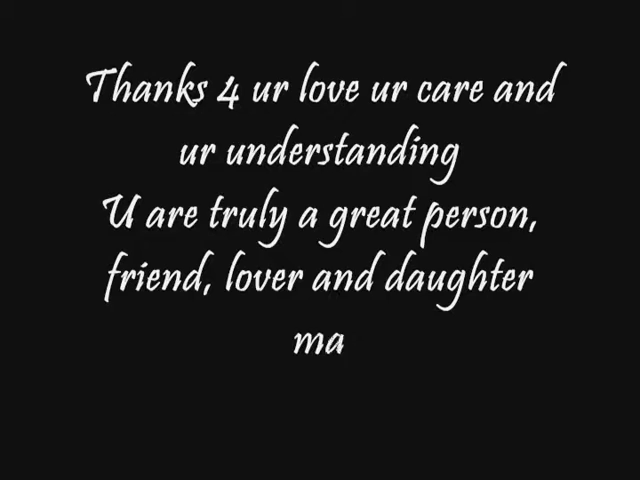 Thanks 4 ur love ur care and
ur understanding
U are truly a great person,
friend, lover and daughter
ma